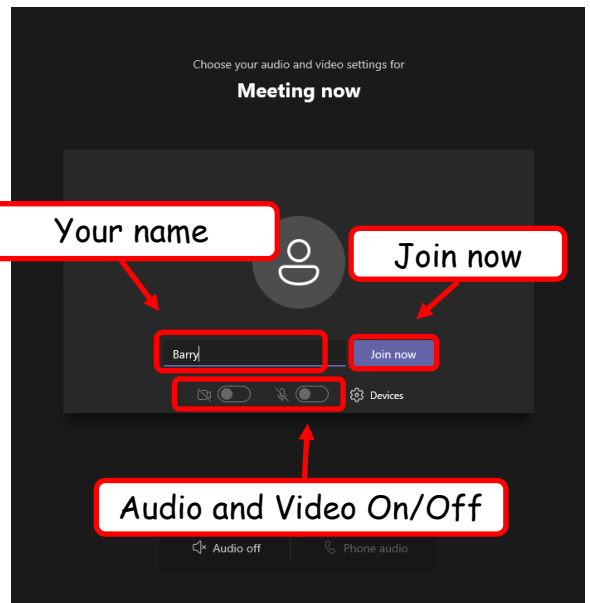 Choose your audio and video settings for
Meeting now
Your name
Join now
Barry
Join now
Devices
Audio and Video On/Off
Audio off
Phone audio